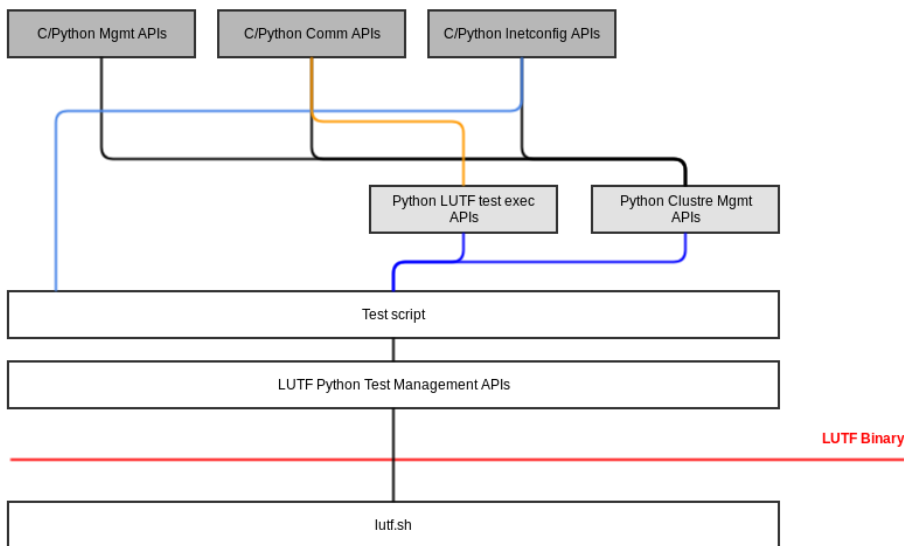 C/Python Mgmt APIs
C/Python Comm APIs
C/Python lnetconfig APIs
Python LUTF test exec
APIs
Python Clustre Mgmt
APIs
Test script
LUTF Python Test Management APIs
LUTF Binary
lutf.sh